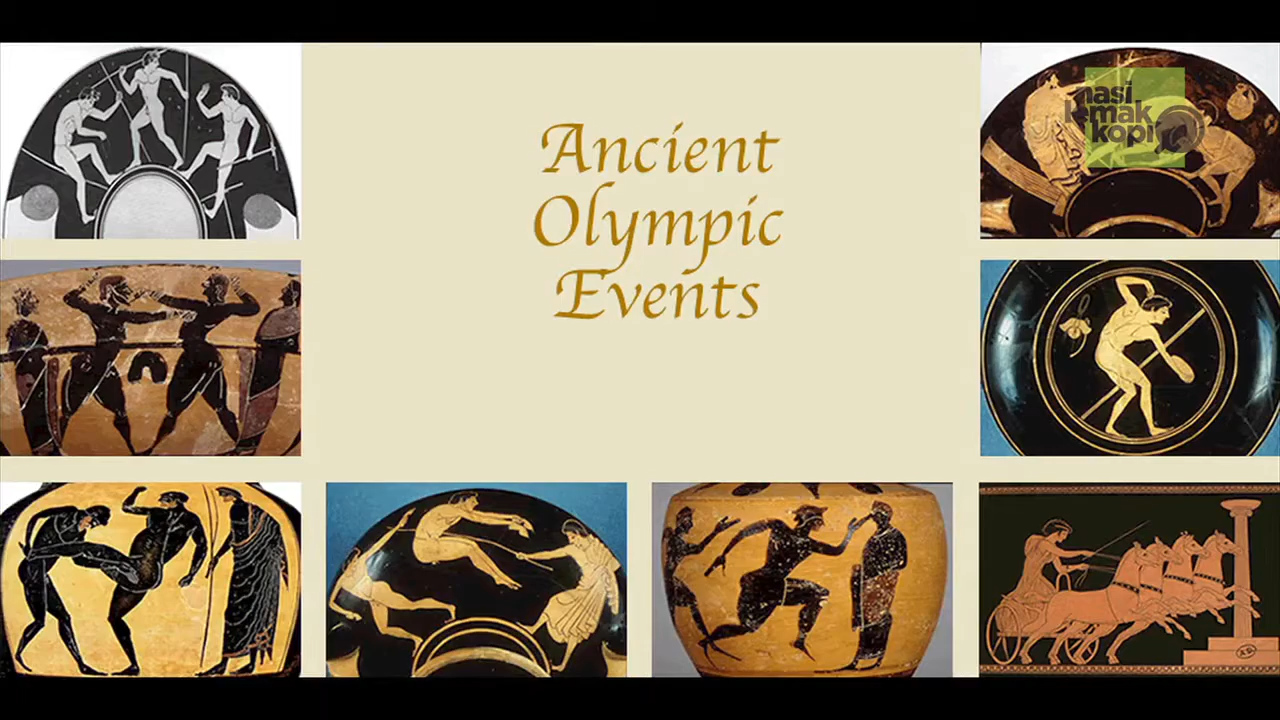 Ancient
Olympic
Events
nasi
lemak
kopi